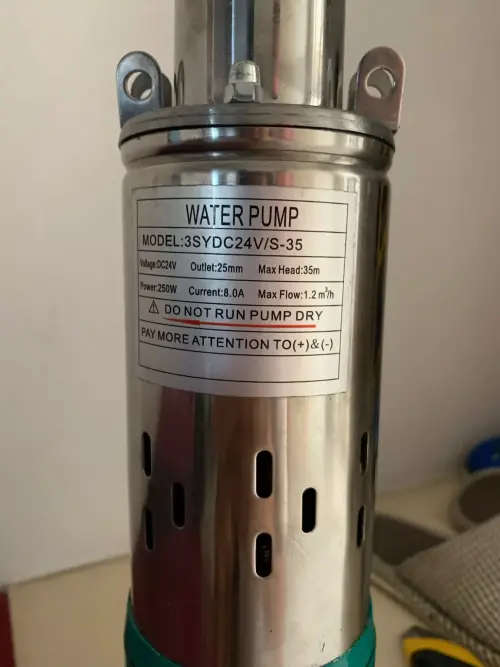 WATER PUMP
MODEL:3SYDC24V/S-35
Voltage:DC24V Outlet:25mm Max Head:35m
Power:250W Current:8.0A Max Flow:1.2 m³/h
DO NOT RUN PUMP DRY
PAY MORE ATTENTION TO(+)&(-)